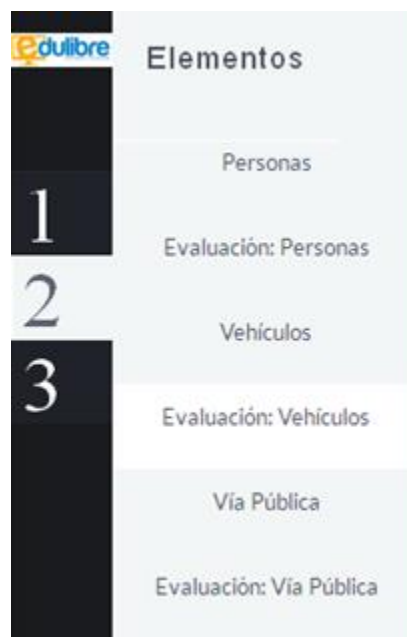 edulibre
Elementos
1
2
3
Personas
Evaluación: Personas
Vehículos
Evaluación: Vehículos
Vía Pública
Evaluación: Vía Pública